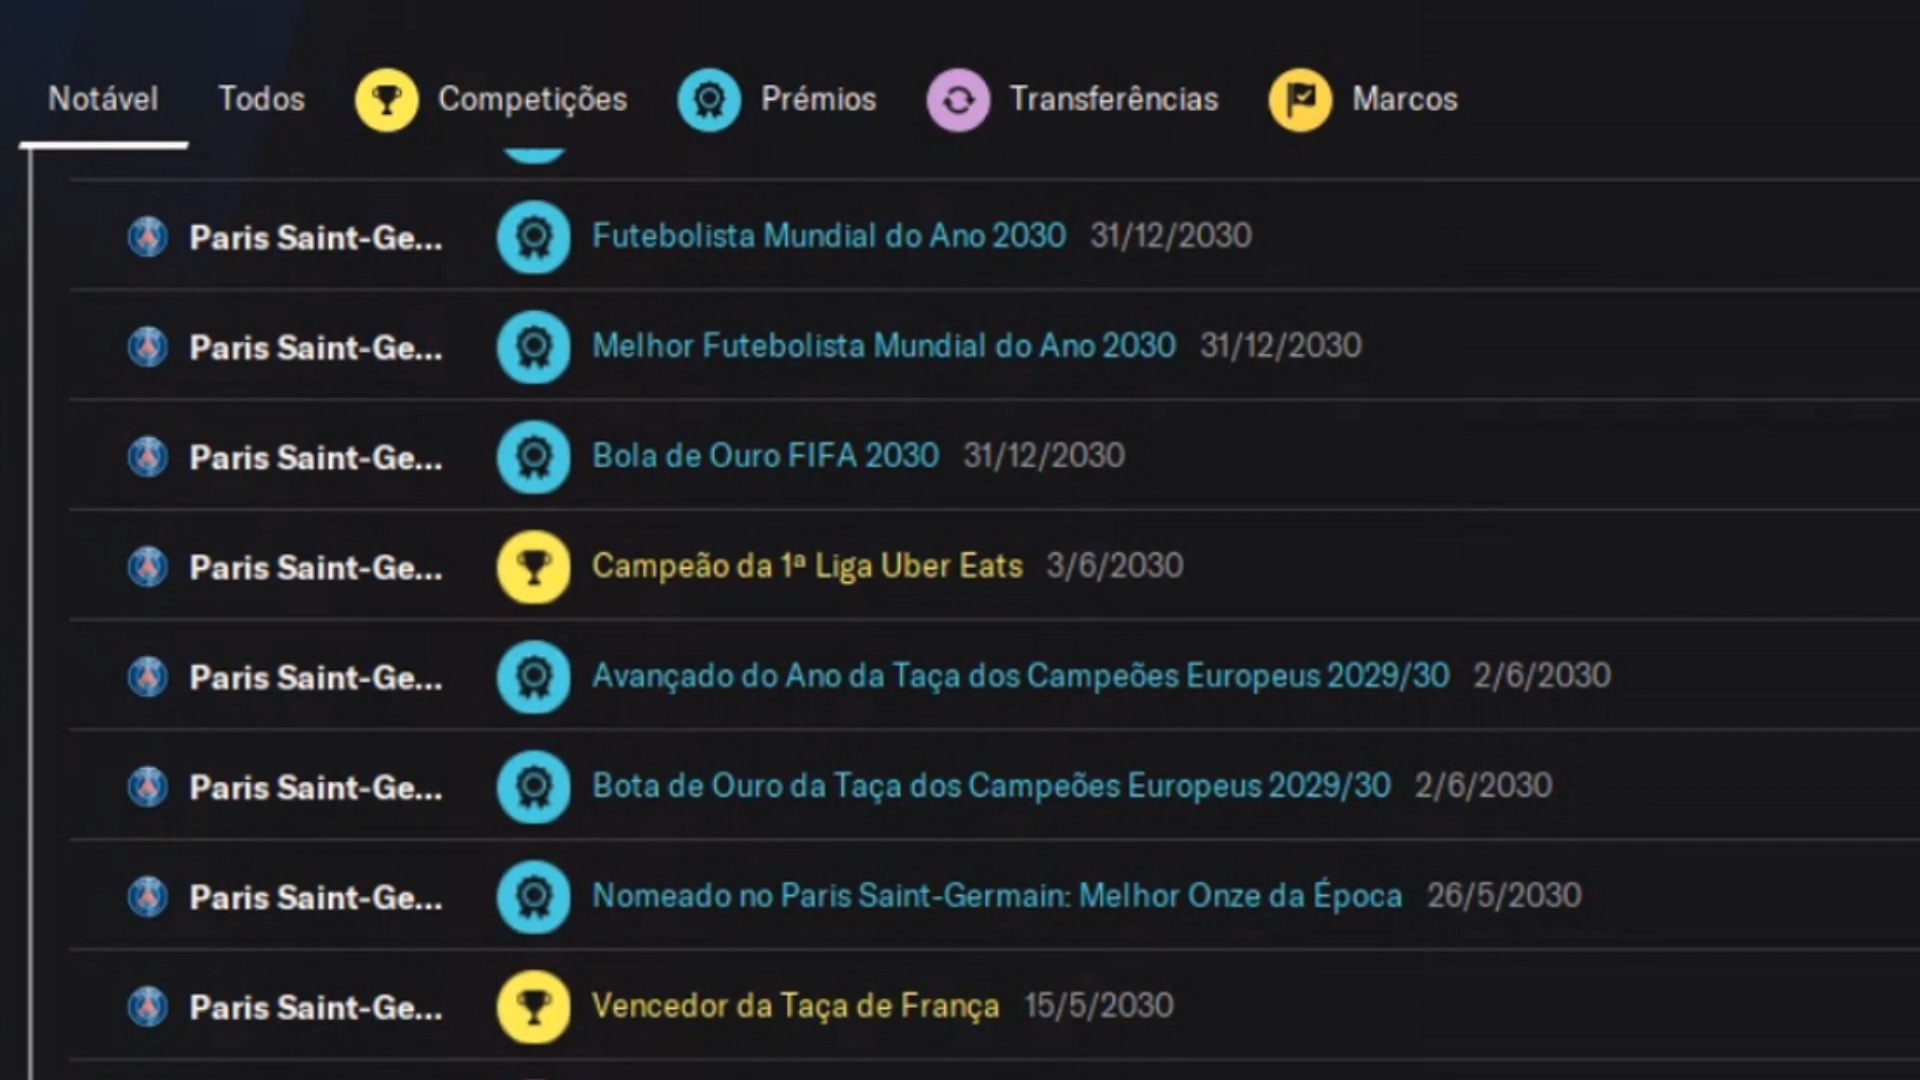 Notável Todos Competições Prémios Transferências Marcos
Paris Saint-Ge... Futebolista Mundial do Ano 2030 31/12/2030
Paris Saint-Ge... Melhor Futebolista Mundial do Ano 2030 31/12/2030
Paris Saint-Ge... Bola de Ouro FIFA 2030 31/12/2030
Paris Saint-Ge... Campeão da 1ª Liga Uber Eats 3/6/2030
Paris Saint-Ge... Avançado do Ano da Taça dos Campeões Europeus 2029/30 2/6/2030
Paris Saint-Ge... Bota de Ouro da Taça dos Campeões Europeus 2029/30 2/6/2030
Paris Saint-Ge... Nomeado no Paris Saint-Germain: Melhor Onze da Época 26/5/2030
Paris Saint-Ge... Vencedor da Taça de França 15/5/2030